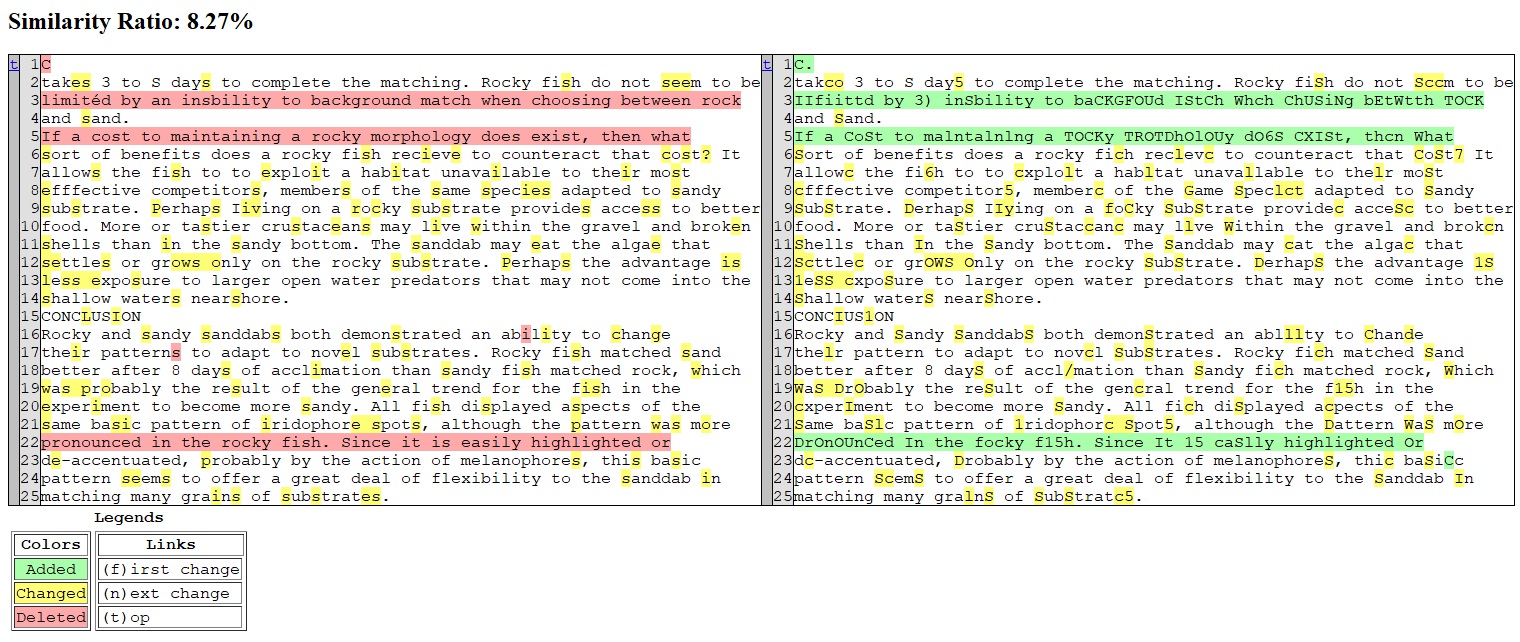 Similarity Ratio: 8.27%
t 1 C
2 takes 3 to S days to complete the matching. Rocky fish do not seem to be
3 limitéd by an insbility to background match when choosing between rock
4 and sand.
5 If a cost to maintaining a rocky morphology does exist, then what
6 sort of benefits does a rocky fish recieve to counteract that cost? It
7 allows the fish to to exploit a habitat unavailable to their most
8 efffective competitors, members of the same species adapted to sandy
9 substrate. Perhaps Iiving on a rocky substrate provides access to better
10 food. More or tastier crustaceans may live within the gravel and broken
11 shells than in the sandy bottom. The sanddab may eat the algae that
12 settles or grows only on the rocky substrate. Perhaps the advantage is
13 less exposure to larger open water predators that may not come into the
14 shallow waters nearshore.
15 CONCLUSION
16 Rocky and sandy sanddabs both demonstrated an ability to change
17 their patterns to adapt to novel substrates. Rocky fish matched sand
18 better after 8 days of acclimation than sandy fish matched rock, which
19 was probably the result of the general trend for the fish in the
20 experiment to become more sandy. All fish displayed aspects of the
21 same basic pattern of iridophore spots, although the pattern was more
22 pronounced in the rocky fish. Since it is easily highlighted or
23 de-accentuated, probably by the action of melanophores, this basic
24 pattern seems to offer a great deal of flexibility to the sanddab in
25 matching many grains of substrates.
t 1 C.
2 takco 3 to S day5 to complete the matching. Rocky fiSh do not Sccm to be
3 IIfiittd by 3) inSbility to baCKGFOUd IStCh Whch ChUSiNg bEtWtth TOCK
4 and Sand.
5 If a CoSt to malntalnlng a TOCKy TROTDhOlOUy dO6S CXISt, thcn What
6 Sort of benefits does a rocky fich reclevc to counteract that CoSt7 It
7 allowc the fi6h to to cxplolt a habltat unavallable to thelr moSt
8 cfffective competitor5, memberc of the Game Spec1ct adapted to Sandy
9 SubStrate. DerhapS IIying on a foCky SubStrate providec acceSc to better
10 food. More or taStier cruStaccanc may llve Within the gravel and brokcn
11 Shells than In the Sandy bottom. The Sanddab may cat the algac that
12 Scttlec or grOWS Only on the rocky SubStrate. DerhapS the advantage 1S
13 leSS cxpoSure to larger open water predators that may not come into the
14 Shallow waterS nearShore.
15 CONCIUS1ON
16 Rocky and Sandy SanddabS both demonStrated an abllty to Chande
17 thelr pattern to adapt to novcl SubStrates. Rocky fich matched Sand
18 better after 8 dayS of accl/mation than Sandy fich matched rock, Which
19 WaS DrObably the reSult of the gencral trend for the f15h in the
20 cxperIment to become more Sandy. All fich diSplayed acpects of the
21 Same baSlc pattern of 1ridophorc Spot5, although the Dattern WaS mOre
22 DrOnOUnCed In the focky f15h. Since It 15 caSlly highlighted Or
23 dc-accentuated, Drobably by the action of melanophoreS, thic baSiCc
24 pattern ScemS to offer a great deal of flexibility to the Sanddab In
25 matching many gralnS of SubStratc5.
Legends
Colors Links
Added (f)irst change
Changed (n)ext change
Deleted (t)op